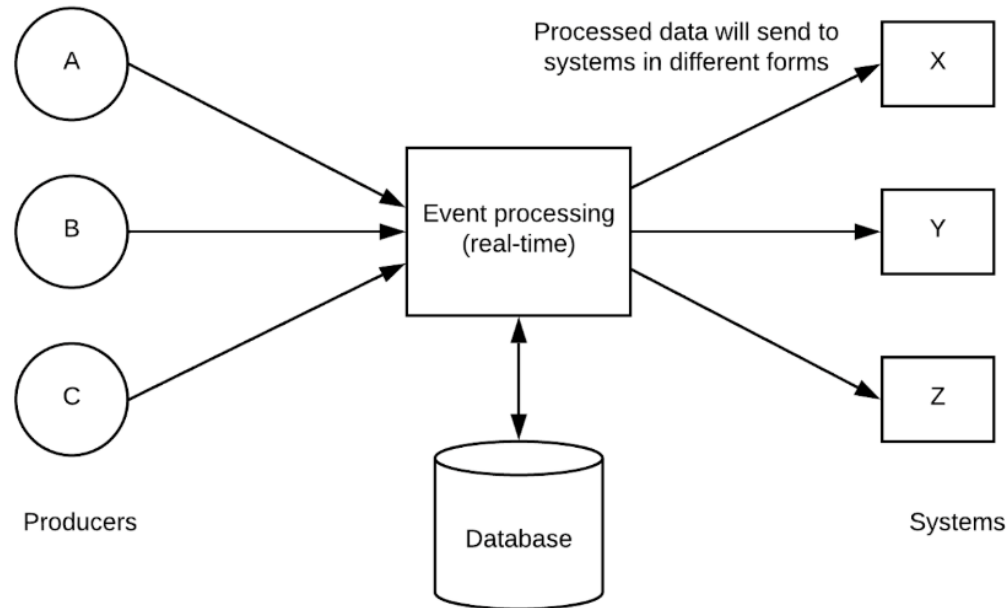 A
Processed data will send to
systems in different forms
X
B
Event processing
(real-time)
Y
C
Z
Producers
Database
Systems